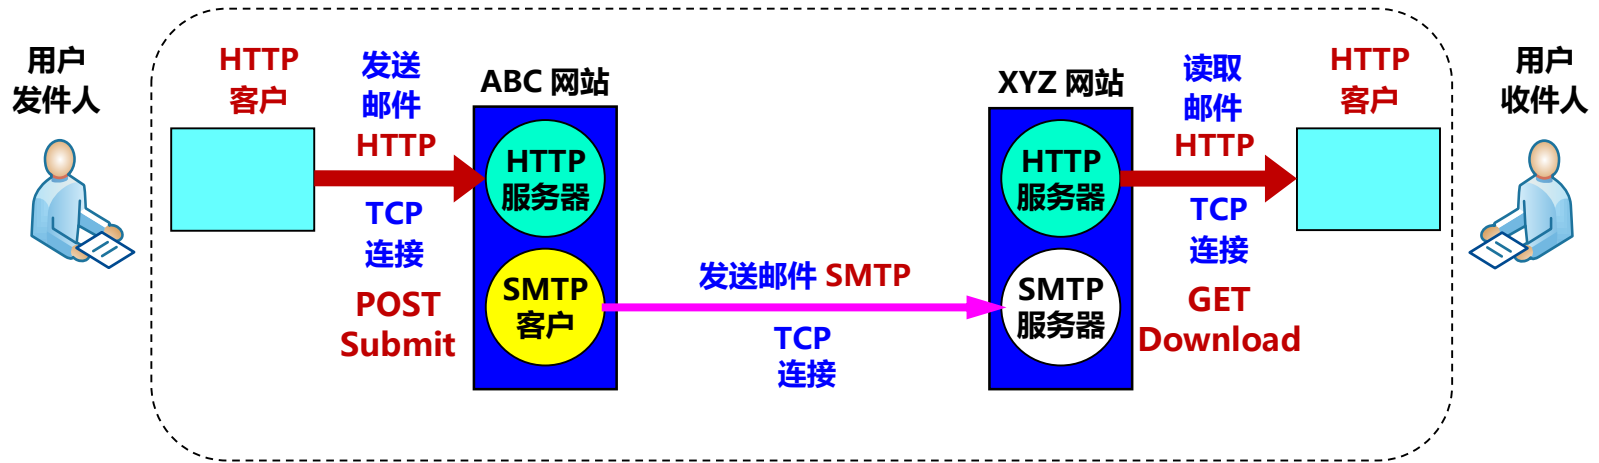 用户
发件人
HTTP
客户
发送
邮件
HTTP
TCP
连接
POST
Submit
ABC 网站
HTTP
服务器
SMTP
客户
发送邮件 SMTP
TCP
连接
XYZ 网站
HTTP
服务器
SMTP
服务器
读取
邮件
HTTP
TCP
连接
GET
Download
HTTP
客户
用户
收件人